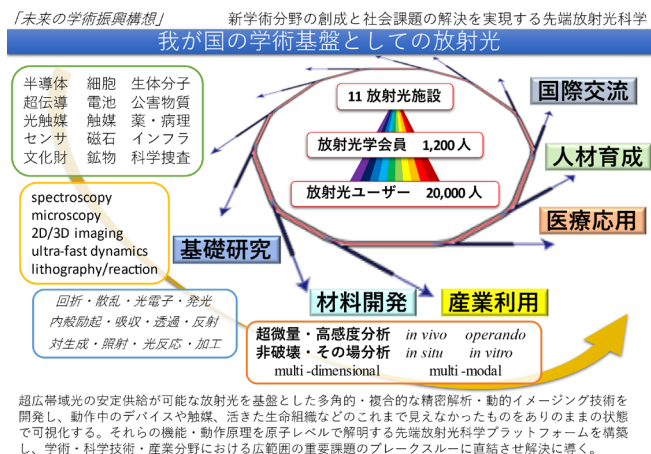 「未来の学術振興構想」 新学術分野の創成と社会課題の解決を実現する先端放射光科学
我が国の学術基盤としての放射光
半導体 細胞 生体分子
超伝導 電池 公害物質
光触媒 触媒 薬・病理
センサ 磁石 インフラ
文化財 鉱物 科学捜査
11 放射光施設
放射光学会員 1,200 人
放射光ユーザー 20,000 人
国際交流
人材育成
医療応用
spectroscopy
microscopy
2D/3D imaging
ultra-fast dynamics
lithography/reaction
基礎研究
材料開発
産業利用
回折・散乱・光電子・発光
内殻励起・吸収・透過・反射
対生成・照射・光反応・加工
超微量・高感度分析 in vivo operando
非破壊・その場分析 in situ in vitro
multi-dimensional multi-modal
超広帯域光の安定供給が可能な放射光を基盤とした多角的・複合的な精密解析・動的イメージング技術を
開発し、動作中のデバイスや触媒、活きた生命組織などのこれまで見えなかったものをありのままの状態
で可視化する。それらの機能・動作原理を原子レベルで解明する先端放射光科学プラットフォームを構築
し、学術・科学技術・産業分野における広範囲の重要課題のブレークスルーに直結させ解決に導く。